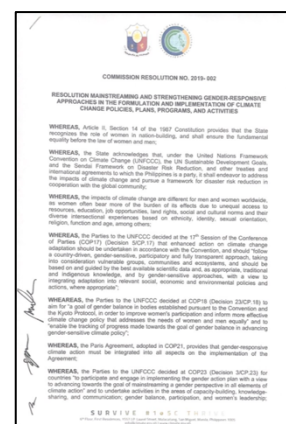 COMMISSION RESOLUTION NO. 2019- 002
RESOLUTION MAINSTREAMING AND STRENGTHENING GENDER-RESPONSIVE
APPROACHES IN THE FORMULATION AND IMPLEMENTATION OF CLIMATE
CHANGE POLICIES, PLANS, PROGRAMS, AND ACTIVITIES
WHEREAS, Article II, Section 14 of the 1987 Constitution provides that the State
recognizes the role of women in nation-building, and shall ensure the fundamental
equality before the law of women and men;
WHEREAS, the State acknowledges that, under the United Nations Framework
Convention on Climate Change (UNFCCC), the UN Sustainable Development Goals,
and the Sendai Framework on Disaster Risk Reduction, and other treaties and
international agreements to which the Philippines is a party, it shall endeavor to address
the impacts of climate change and pursue a framework for disaster risk reduction in
cooperation with the global community;
WHEREAS, the impacts of climate change are different for men and women worldwide,
as women often bear more of the burden of its effects due to unequal access to
resources, education, job opportunities, land rights, social and cultural norms and their
diverse intersectional experiences based on ethnicity, identity, sexual orientation,
religion, function and age, among others;
WHEREAS, the Parties to the UNFCCC decided at the 17th Session of the Conference
of Parties (COP17) (Decision 5/CP.17) that enhanced action on climate change
adaptation should be undertaken in accordance with the Convention, and should "follow
a country-driven, gender-sensitive, participatory and fully transparent approach, taking
into consideration vulnerable groups, communities and ecosystems, and should be
based on and guided by the best available scientific data and, as appropriate, traditional
and indigenous knowledge, and by gender-sensitive approaches, with a view to
integrating adaptation into relevant social, economic and environmental policies and
actions, where appropriate";
WHEAREAS, the Parties to the UNFCCC decided at COP18 (Decision 23/CP.18) to
aim for "a goal of gender balance in bodies established pursuant to the Convention and
the Kyoto Protocol, in order to improve women's participation and inform more effective
climate change policy that addresses the needs of women and men equally" and to
"enable the tracking of progress made towards the goal of gender balance in advancing
gender-sensitive climate policy";
WHEREAS, the Paris Agreement, adopted in COP21, provides that gender-responsive
climate action must be integrated into all aspects on the implementation of the
Agreement;
WHEREAS, the Parties to the UNFCCC decided at COP23 (Decision 3/CP.23) for
countries "to participate and engage in implementing the gender action plan with a view
to advancing towards the goal of mainstreaming a gender perspective in all elements of
climate action" and to undertake activities in the areas of capacity-building, knowledge-
sharing, and communication; gender balance, participation, and women's leadership;
SURVIVE RISE THRIVE